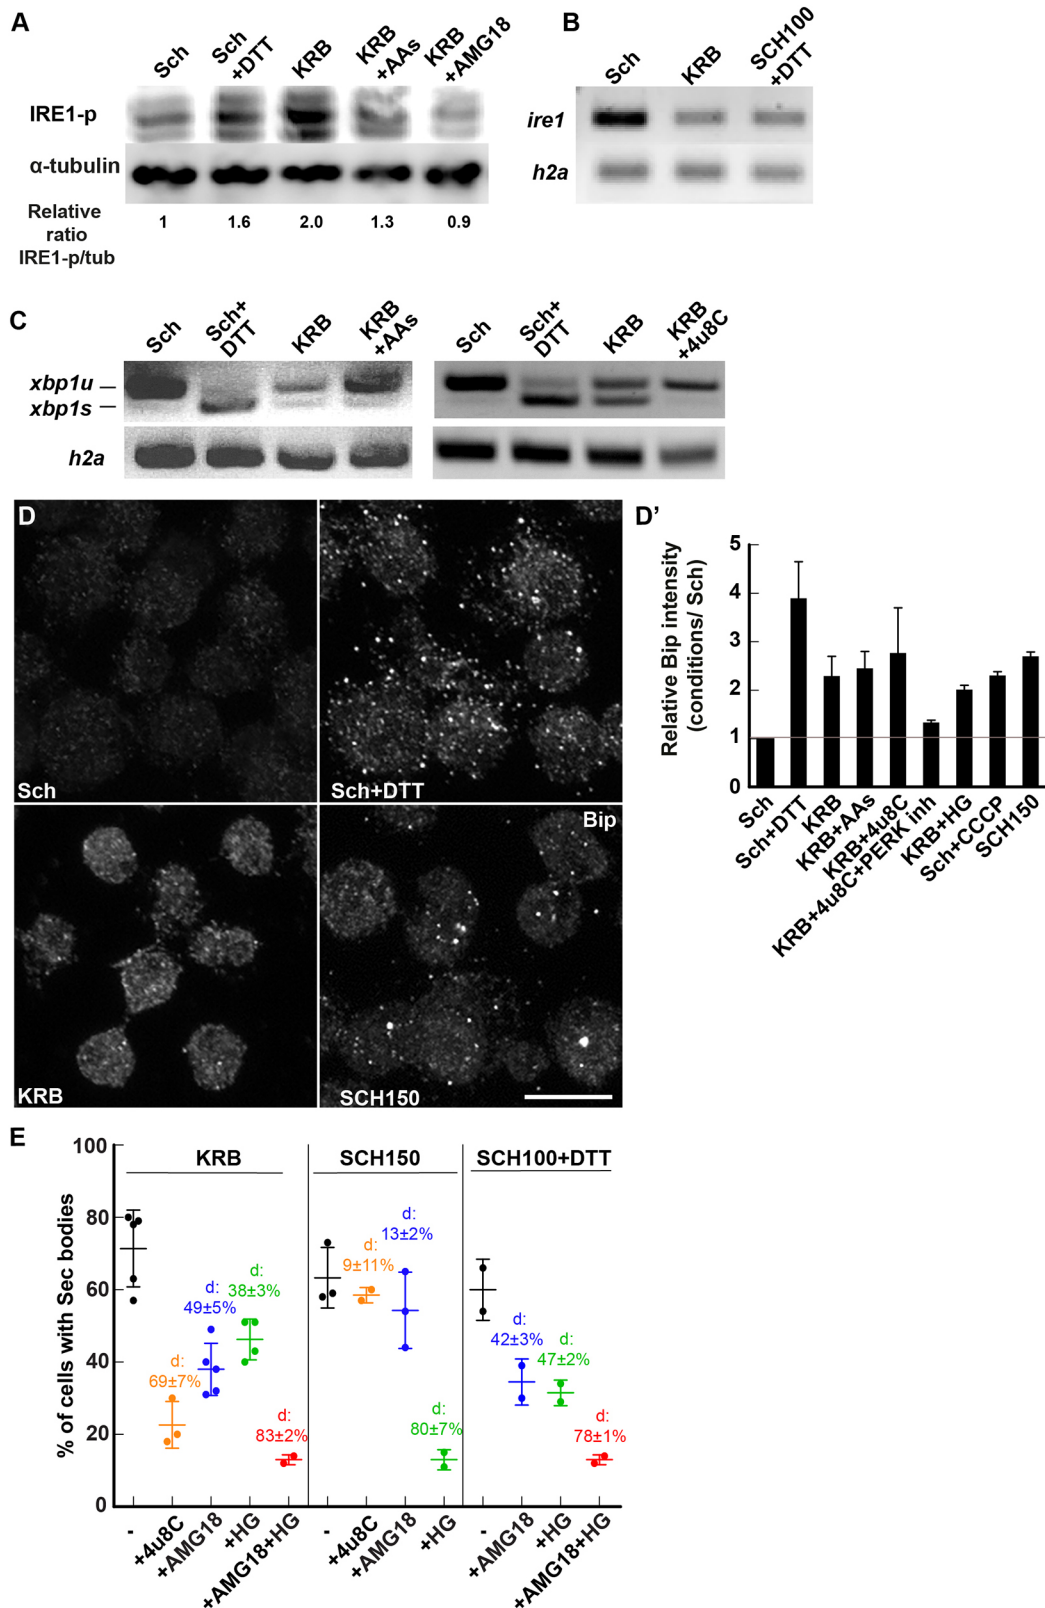 A
Sch
Sch
+DTT
KRB
KRB
+AAs
KRB
+AMG18
IRE1-p
α-tubulin
Relative
ratio
IRE1-p/tub
1
1.6
2.0
1.3
0.9
B
Sch
KRB
SCH100
+DTT
ire1
h2a
C
Sch
Sch+
DTT
KRB
KRB
+AAs
xbp1u
xbp1s
h2a
Sch
Sch+
DTT
KRB
KRB
+4u8C
D
Sch
Sch+DTT
Bip
KRB
SCH150
D’
Relative Bip intensity
(conditions/ Sch)
5
4
3
2
1
0
Sch
Sch+DTT
KRB
KRB+AAs
KRB+4u8C
KRB+4u8C+PERK inh
KRB+HG
Sch+CCCP
SCH150
E
% of cells with Sec bodies
100
80
60
40
20
0
KRB
SCH150
SCH100+DTT
d:
69±7%
d:
49±5%
d:
38±3%
d:
83±2%
d:
9±11%
d:
13±2%
d:
80±7%
d:
42±3%
d:
47±2%
d:
78±1%
-
+4u8C
+AMG18
+HG
+AMG18+HG
-
+4u8C
+AMG18
+HG
-
+AMG18
+HG
+AMG18+HG